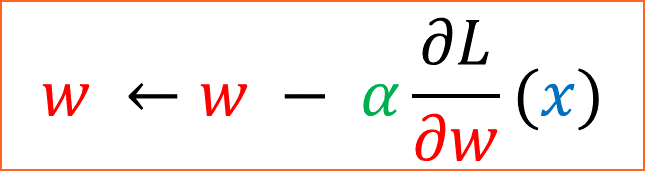 w ← w − α ∂L/∂w (x)